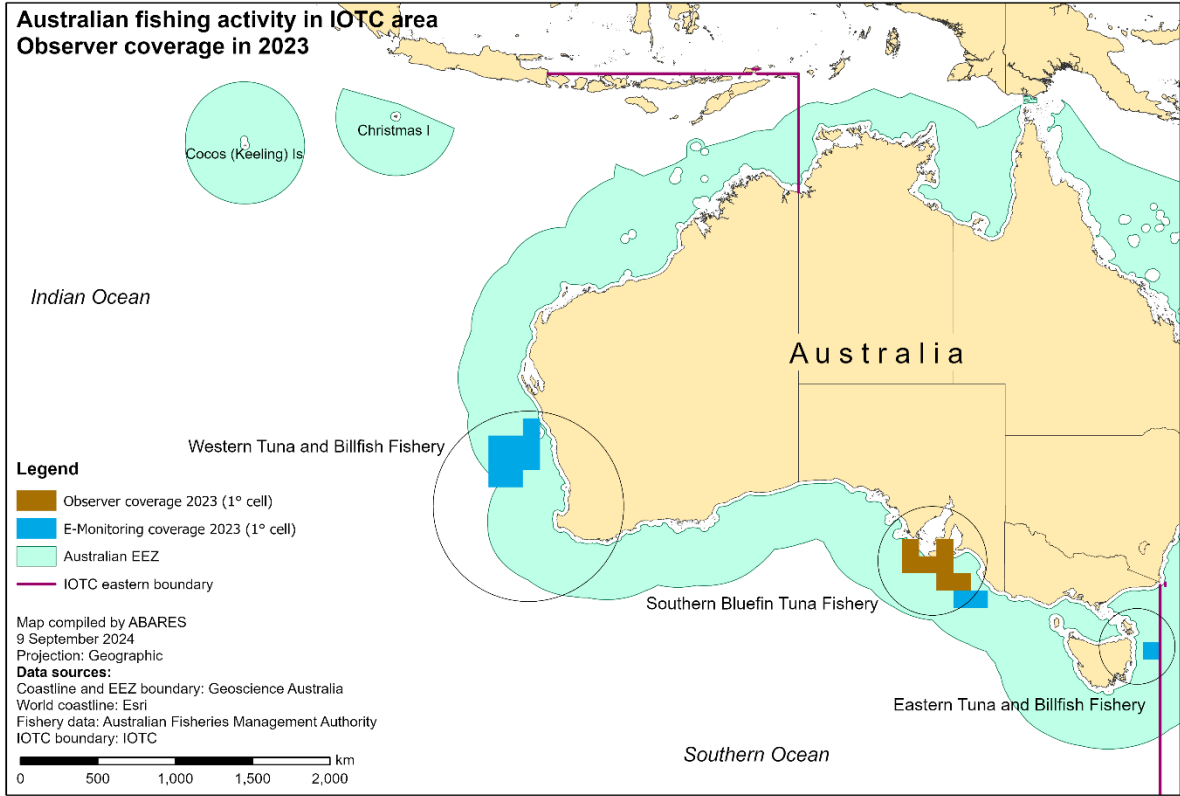 Australian fishing activity in IOTC area
Observer coverage in 2023
Christmas I
Cocos (Keeling) Is
Indian Ocean
Australia
Western Tuna and Billfish Fishery
Legend
Observer coverage 2023 (1° cell)
E-Monitoring coverage 2023 (1° cell)
Australian EEZ
IOTC eastern boundary
Southern Bluefin Tuna Fishery
Eastern Tuna and Billfish Fishery
Southern Ocean
Map compiled by ABARES
9 September 2024
Projection: Geographic
Data sources:
Coastline and EEZ boundary: Geoscience Australia
World coastline: Esri
Fishery data: Australian Fisheries Management Authority
IOTC boundary: IOTC
km
0 500 1,000 1,500 2,000